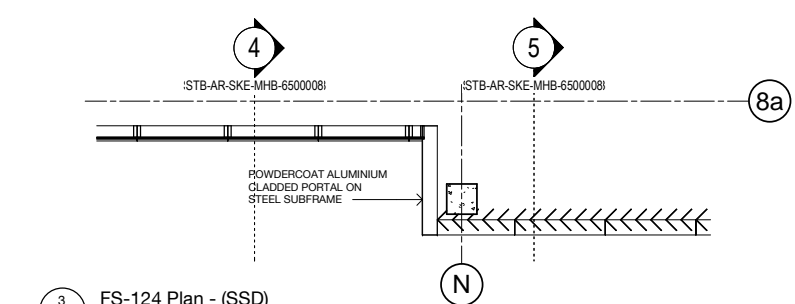 4
5
STB-AR-SKE-MHB-6500008
STB-AR-SKE-MHB-6500008
8a
POWDERCOAT ALUMINIUM
CLADDED PORTAL ON
STEEL SUBFRAME
N
3
FS-124 Plan - (SSD)